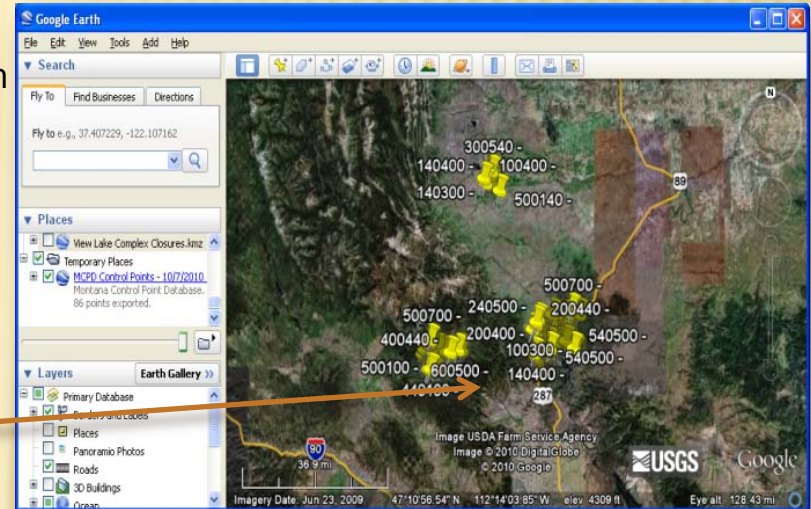 n
Google Earth
File Edit View Tools Add Help
Search
Fly To Find Businesses Directions
Fly to e.g., 37.407229, -122.107162
Places
View Lake Complex Closures.kmz
Temporary Places
MCPD Control Points - 10/7/2010
Montana Control Point Database.
86 points exported.
Layers
Earth Gallery »
Primary Database
Borders and Labels
Places
Panoramio Photos
Roads
3D Buildings
Ocean
N
300540 -
140400 - 100400 -
140300 - 500140 -
89
500700 -
500700 - 240500 - 200440 -
400440 - 200400 - 540500 -
100300 - 540500 -
500100 - 600500 - 140400 -
287
90
36.9 mi
Image USDA Farm Service Agency
Image © 2010 DigitalGlobe
© 2010 Google
USGS
Google
Imagery Date: Jun 23, 2009 47°10'56.54" N 112°14'03.85" W elev 4309 ft Eye alt 128.43 mi